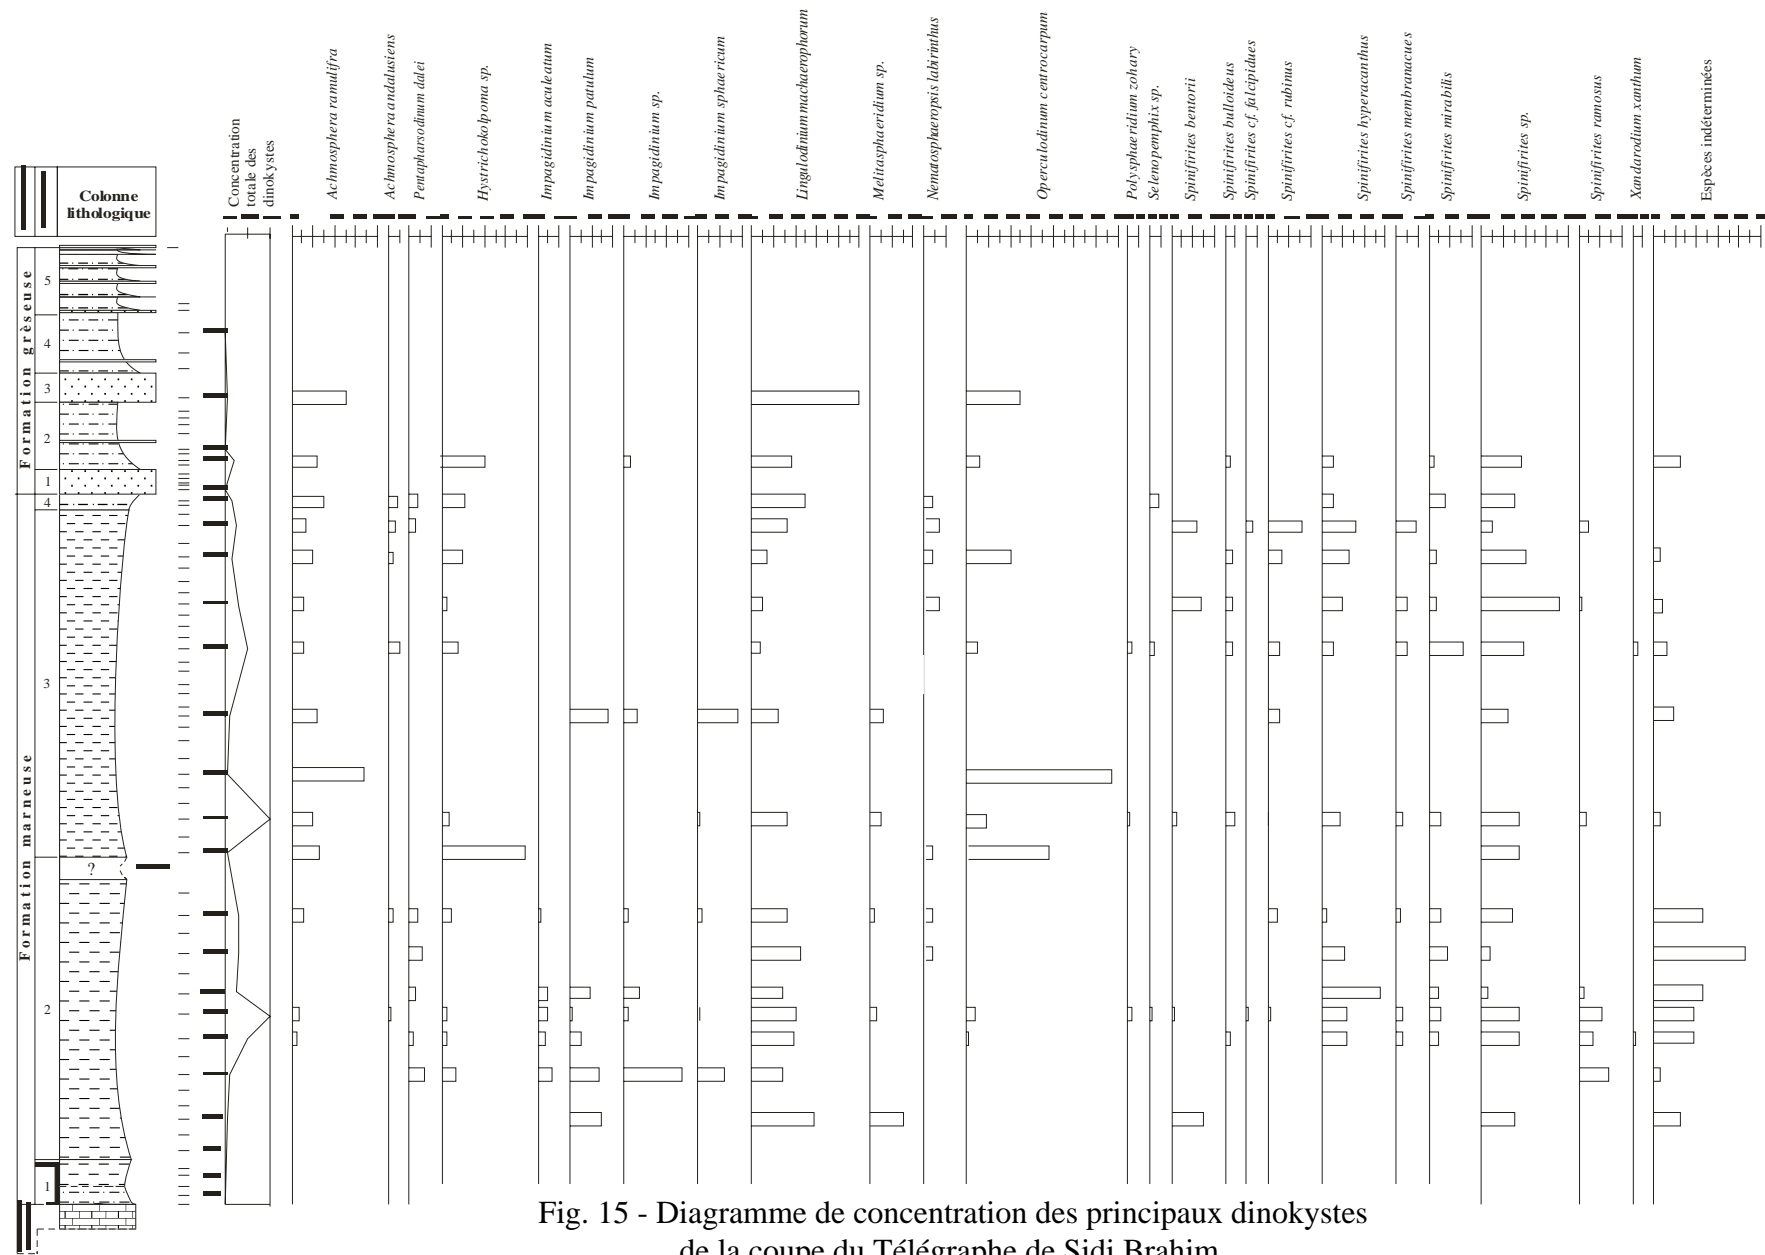 Colonne
lithologique
Concentration
totale des
dinokystes
Achmosphera ramulifra
Achmosphera andalusiens
Pentapharsodinum dalei
Hystrichokolpnoma sp.
Impagidinium aculeatum
Impagidinium patulum
Impagidinium sp.
Impagidinium sphaericum
Lingulodinium machaerophorum
Melitasphaeridium sp.
Nematosphaeropsis labirinthus
Operculodinum centrocarpum
Polysphaeridium zohary
Selenopemphix sp.
Spinifirites bentorii
Spinifirites bulloideus
Spinifirites cf. falcipidues
Spinifirites cf. rubinus
Spinifirites hyperacanthus
Spinifirites membranacues
Spinifirites mirabilis
Spinifirites sp.
Spinifirites ramosus
Xandarodium xanthum
Espèces indéterminées
Formation grèseuse
5
4
3
2
1
Formation marneuse
4
3
?
2
1
Fig. 15 - Diagramme de concentration des principaux dinokystes
de la coupe du Télégraphe de Sidi Brahim